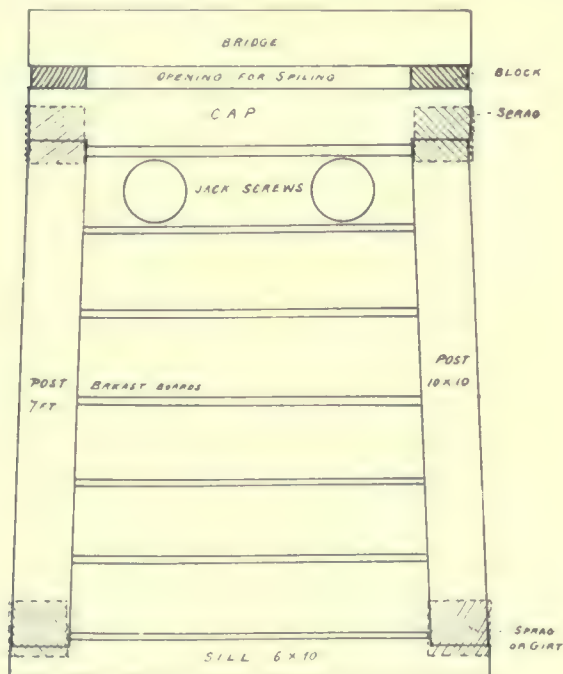 BRIDGE
OPENING FOR SPILING
BLOCK
CAP
SPRAG
JACK SCREWS
POST
7 FT
BREAST BOARDS
POST
10 x 10
SILL 6 x 10
SPRAG
OR GIRT